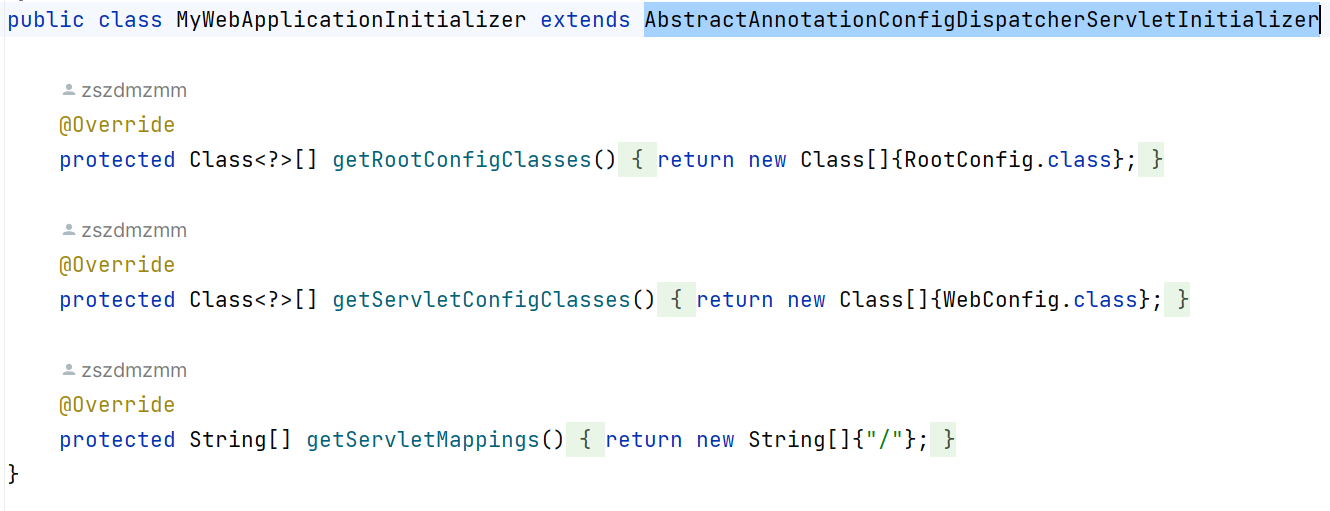 public class MyWebApplicationInitializer extends AbstractAnnotationConfigDispatcherServletInitializer
zszdmzmm
@Override
protected Class<?>[] getRootConfigClasses() { return new Class[]{RootConfig.class}; }
zszdmzmm
@Override
protected Class<?>[] getServletConfigClasses() { return new Class[]{WebConfig.class}; }
zszdmzmm
@Override
protected String[] getServletMappings() { return new String[]{"/"}; }
}